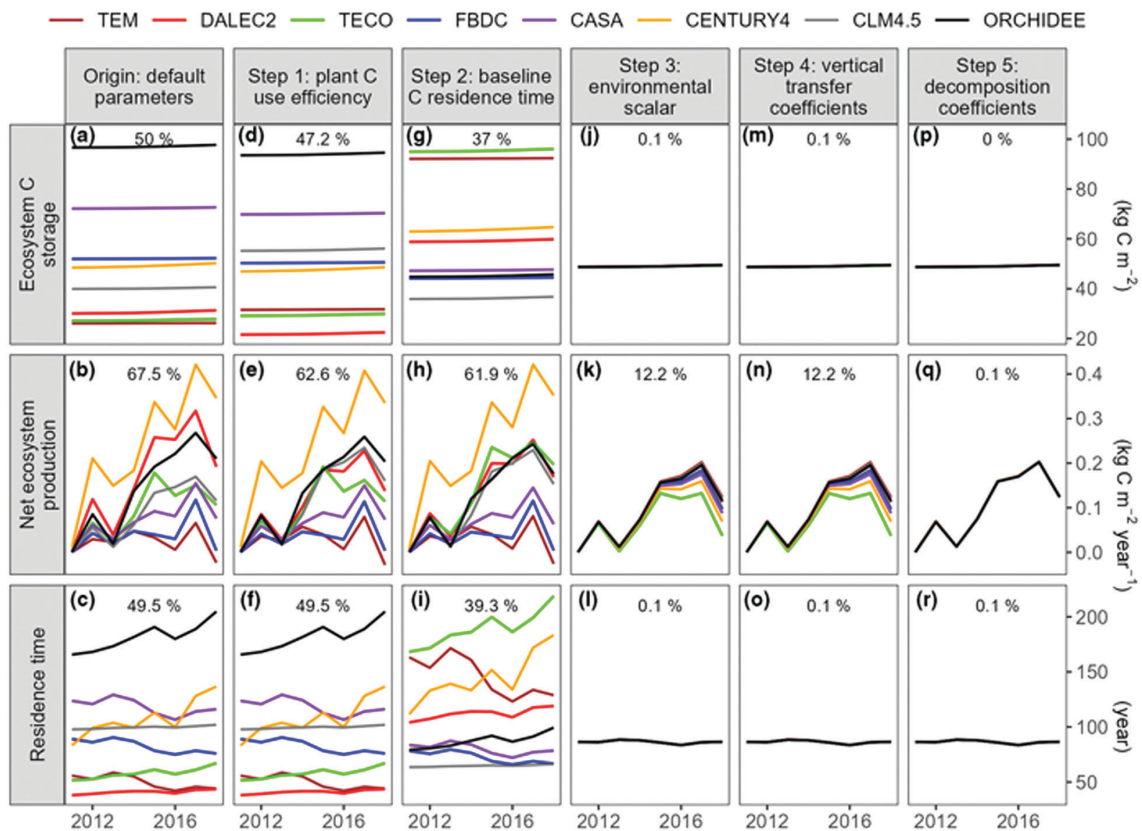 TEM DALEC2 TECO FBDC CASA CENTURY4 CLM4.5 ORCHIDEE
Origin: default
parameters
Step 1: plant C
use efficiency
Step 2: baseline
C residence time
Step 3:
environmental
scalar
Step 4: vertical
transfer
coefficients
Step 5:
decomposition
coefficients
Ecosystem C
storage
(a) 50 %
(d) 47.2 %
(g) 37 %
(j) 0.1 %
(m) 0.1 %
(p) 0 %
100
80
60
40
20
(kg C m−2)
Net ecosystem
production
(b) 67.5 %
(e) 62.6 %
(h) 61.9 %
(k) 12.2 %
(n) 12.2 %
(q) 0.1 %
0.4
0.3
0.2
0.1
0.0
(kg C m−2 year−1)
Residence time
(c) 49.5 %
(f) 49.5 %
(i) 39.3 %
(l) 0.1 %
(o) 0.1 %
(r) 0.1 %
200
150
100
50
(year)
2012 2016 2012 2016 2012 2016 2012 2016 2012 2016 2012 2016